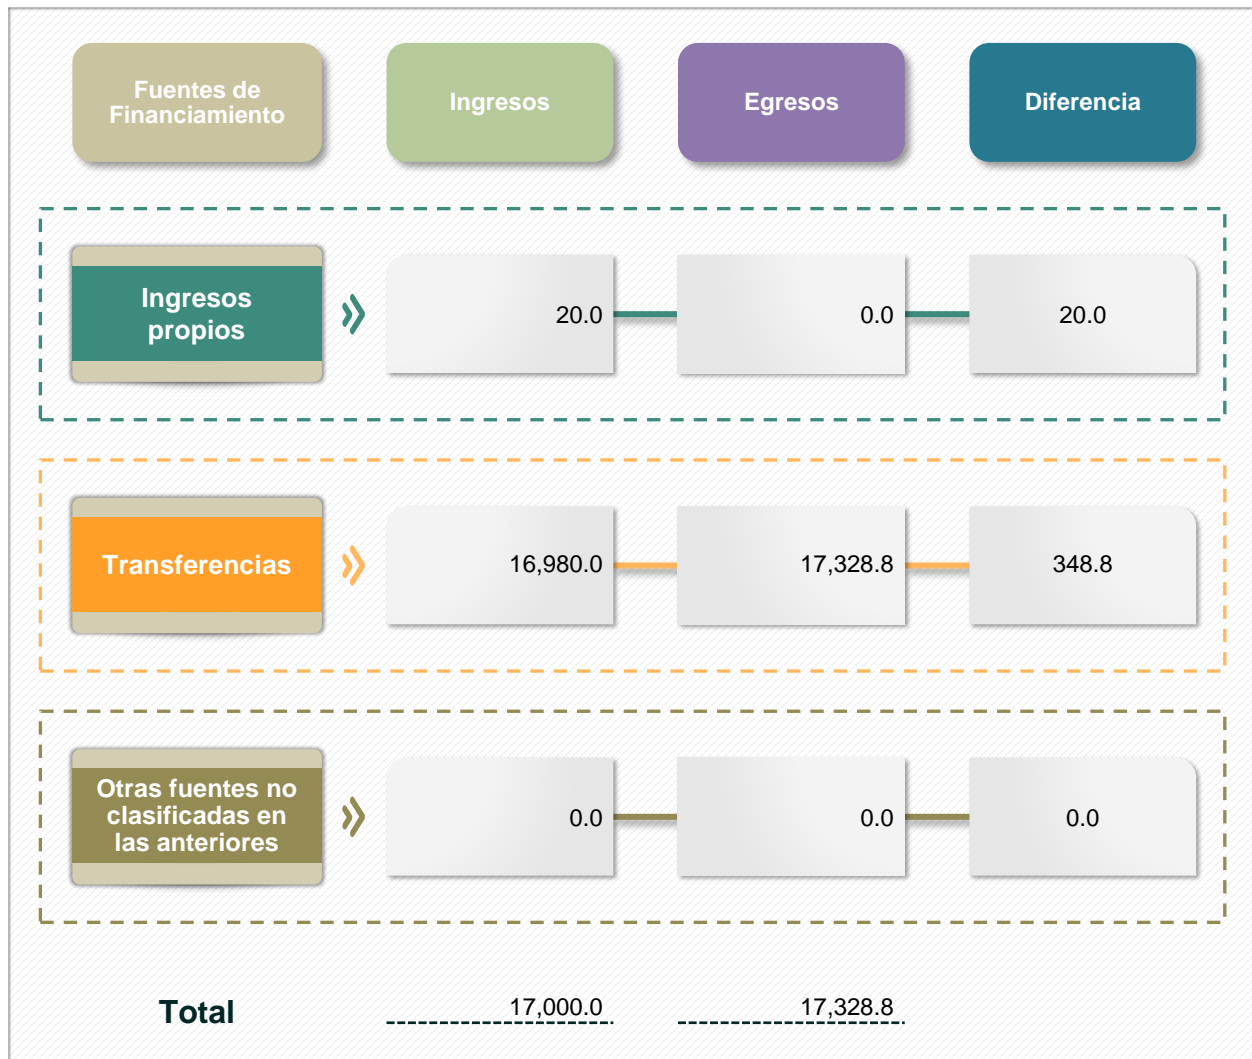 Fuentes de
Financiamiento
Ingresos
Egresos
Diferencia
Ingresos
propios
20.0
0.0
20.0
Transferencias
16,980.0
17,328.8
348.8
Otras fuentes no
clasificadas en
las anteriores
0.0
0.0
0.0
Total
17,000.0
17,328.8